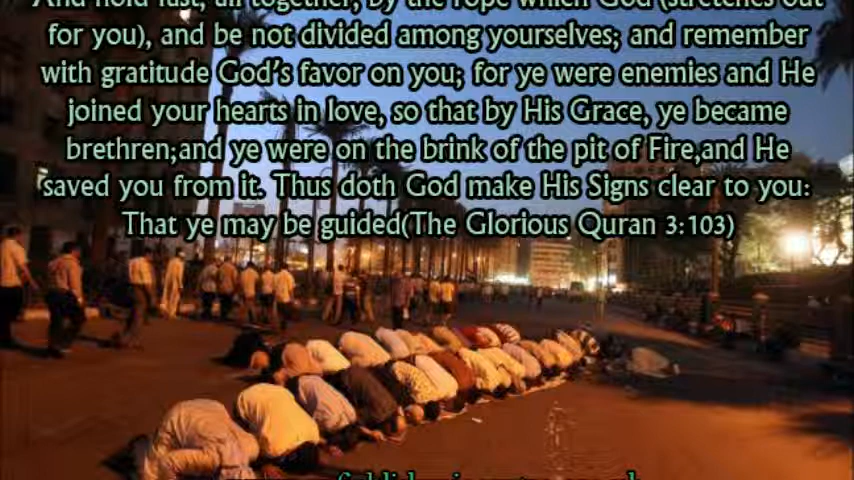 And hold fast, all together, by the rope which God (stretches out
for you), and be not divided among yourselves; and remember
with gratitude God's favor on you; for ye were enemies and He
joined your hearts in love, so that by His Grace, ye became
brethren;and ye were on the brink of the pit of Fire,and He
saved you from it. Thus doth God make His Signs clear to you:
That ye may be guided(The Glorious Quran 3:103)